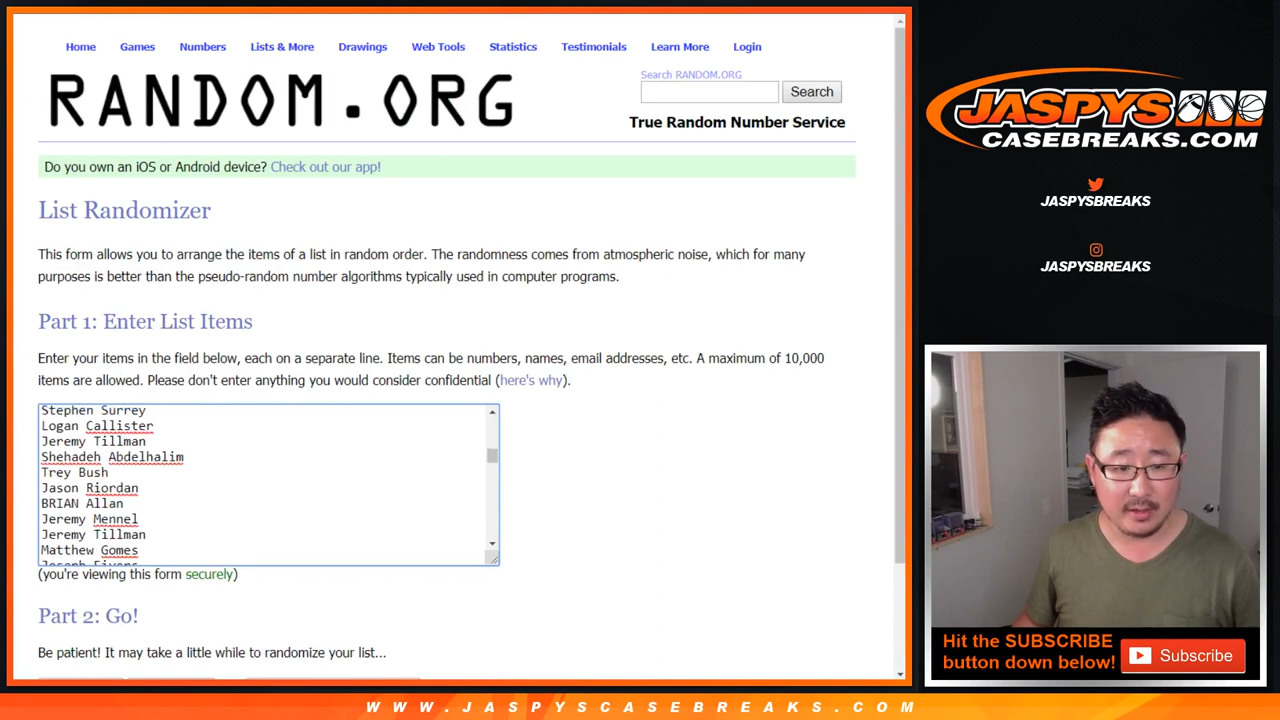 Home Games Numbers Lists & More Drawings Web Tools Statistics Testimonials Learn More Login
RANDOM.ORG
Search RANDOM.ORG
Search
True Random Number Service
Do you own an iOS or Android device? Check out our app!
List Randomizer
This form allows you to arrange the items of a list in random order. The randomness comes from atmospheric noise, which for many
purposes is better than the pseudo-random number algorithms typically used in computer programs.
Part 1: Enter List Items
Enter your items in the field below, each on a separate line. Items can be numbers, names, email addresses, etc. A maximum of 10,000
items are allowed. Please don't enter anything you would consider confidential (here's why).
Stephen Surrey
Logan Callister
Jeremy Tillman
Shehadeh Abdelhalim
Trey Bush
Jason Riordan
BRIAN Allan
Jeremy Mennel
Jeremy Tillman
Matthew Gomes
(you're viewing this form securely)
Part 2: Go!
Be patient! It may take a little while to randomize your list...
JASPYS
CASEBREAKS.COM
JASPYSBREAKS
JASPYSBREAKS
Hit the SUBSCRIBE
button down below!
Subscribe
WWW.JASPYSCASEBREAKS.COM